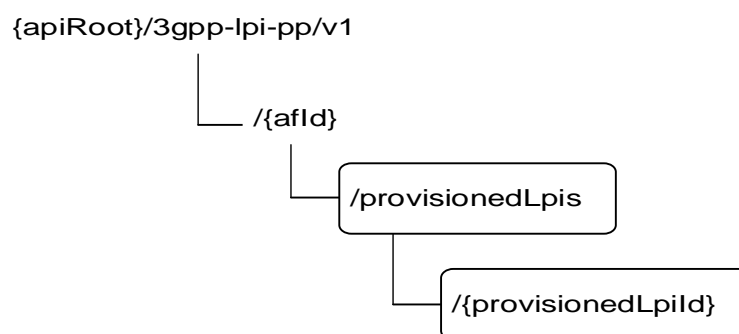 {apiRoot}/3gpp-lpi-pp/v1
/{afId}
/provisionedLpis
/{provisionedLpiId}